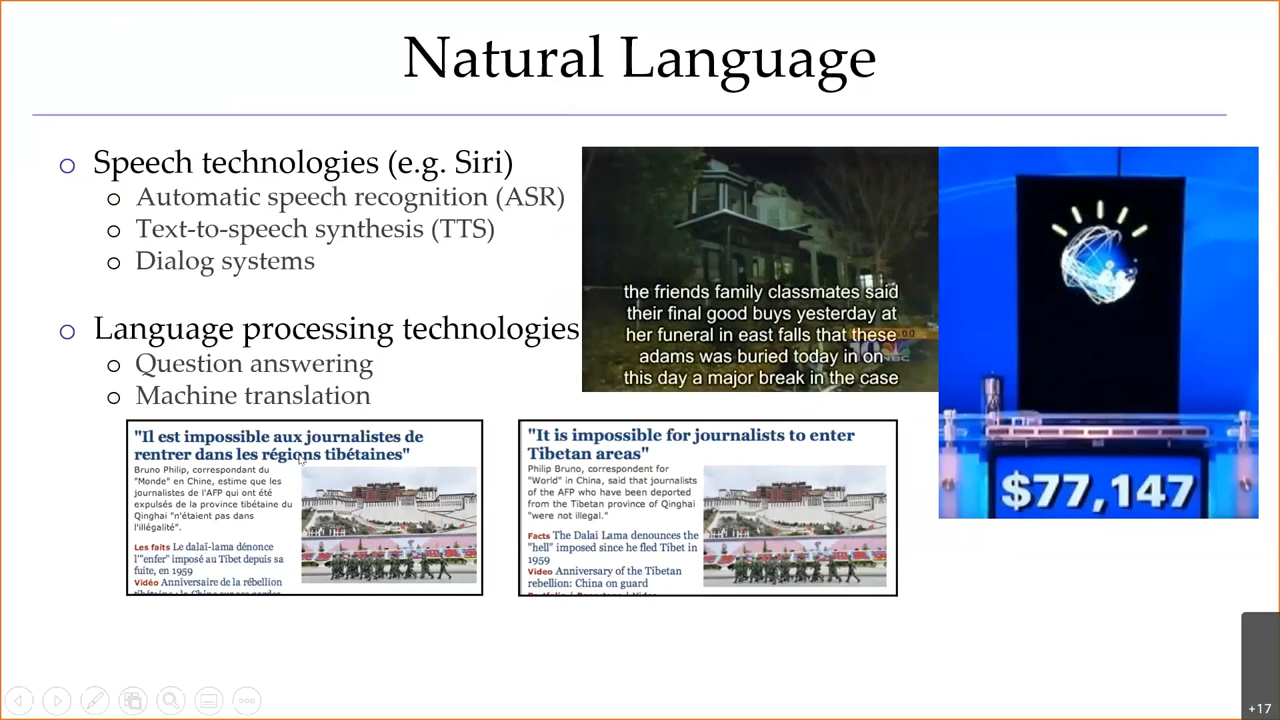 Natural Language
Speech technologies (e.g. Siri)
Automatic speech recognition (ASR)
Text-to-speech synthesis (TTS)
Dialog systems
Language processing technologies
Question answering
Machine translation
the friends family classmates said
their final good buys yesterday at
her funeral in east falls that these
adams was buried today in on
this day a major break in the case
NBC
$77,147
"Il est impossible aux journalistes de
rentrer dans les régions tibétaines"
Bruno Philip, correspondant du
"Monde" en Chine, estime que les
journalistes de l'AFP qui ont été
expulsés de la province tibétaine du
Qinghai "n'étaient pas dans
l'illégalité".
Les faits Le dalaï-lama dénonce
l'"enfer" imposé au Tibet depuis sa
fuite, en 1959
Vidéo Anniversaire de la rébellion
"It is impossible for journalists to enter
Tibetan areas"
Philip Bruno, correspondent for
"World" in China, said that journalists
of the AFP who have been deported
from the Tibetan province of Qinghai
"were not illegal."
Facts The Dalai Lama denounces the
"hell" imposed since he fled Tibet in
1959
Video Anniversary of the Tibetan
rebellion: China on guard
+17